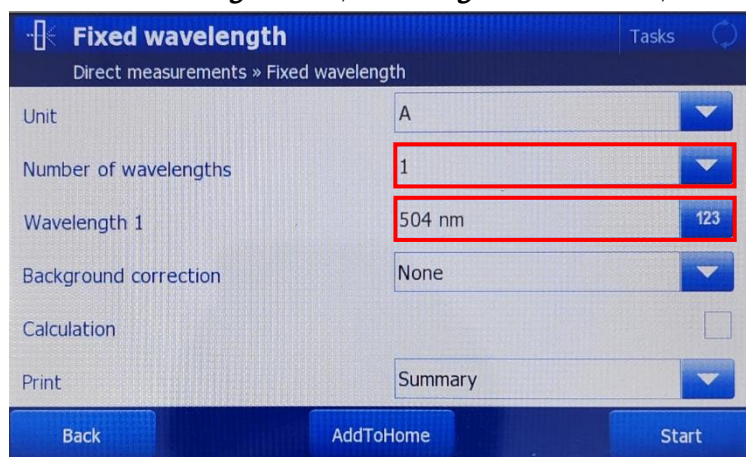 Fixed wavelength
Tasks
Direct measurements » Fixed wavelength
Unit A
Number of wavelengths 1
Wavelength 1 504 nm 123
Background correction None
Calculation
Print Summary
Back AddToHome Start